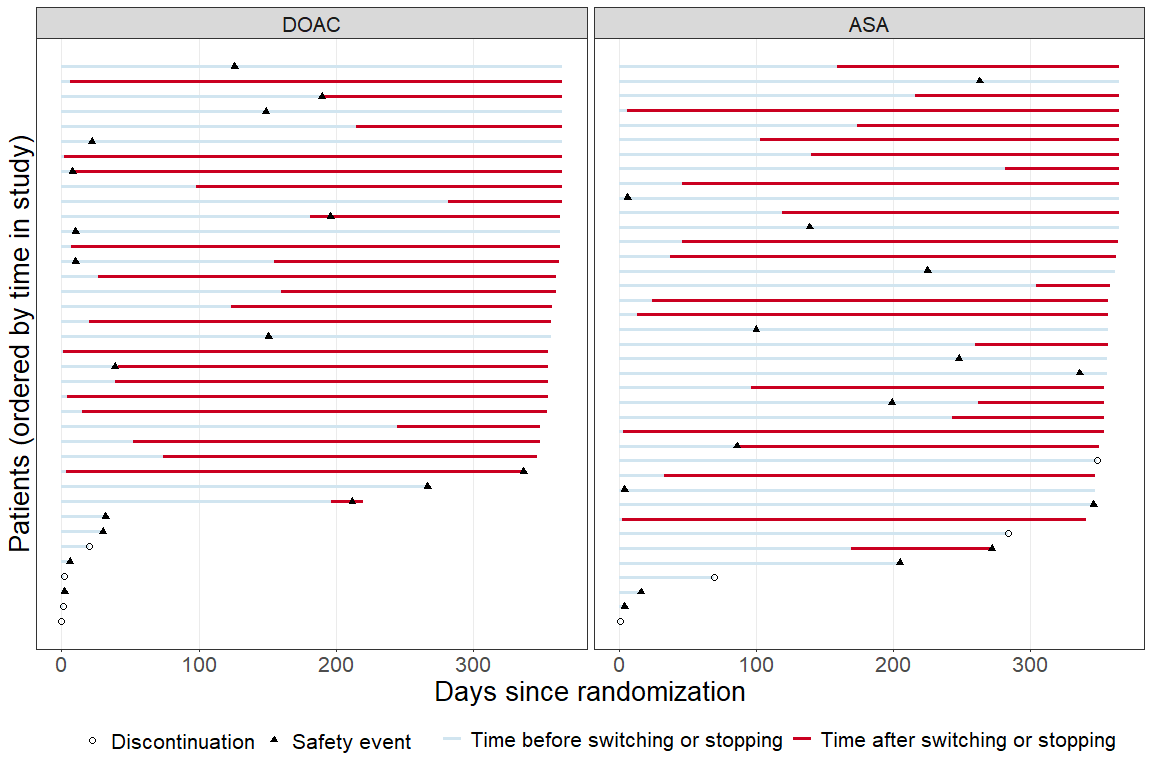 DOAC
ASA
Patients (ordered by time in study)
0 100 200 300
0 100 200 300
Days since randomization
Discontinuation Safety event Time before switching or stopping Time after switching or stopping